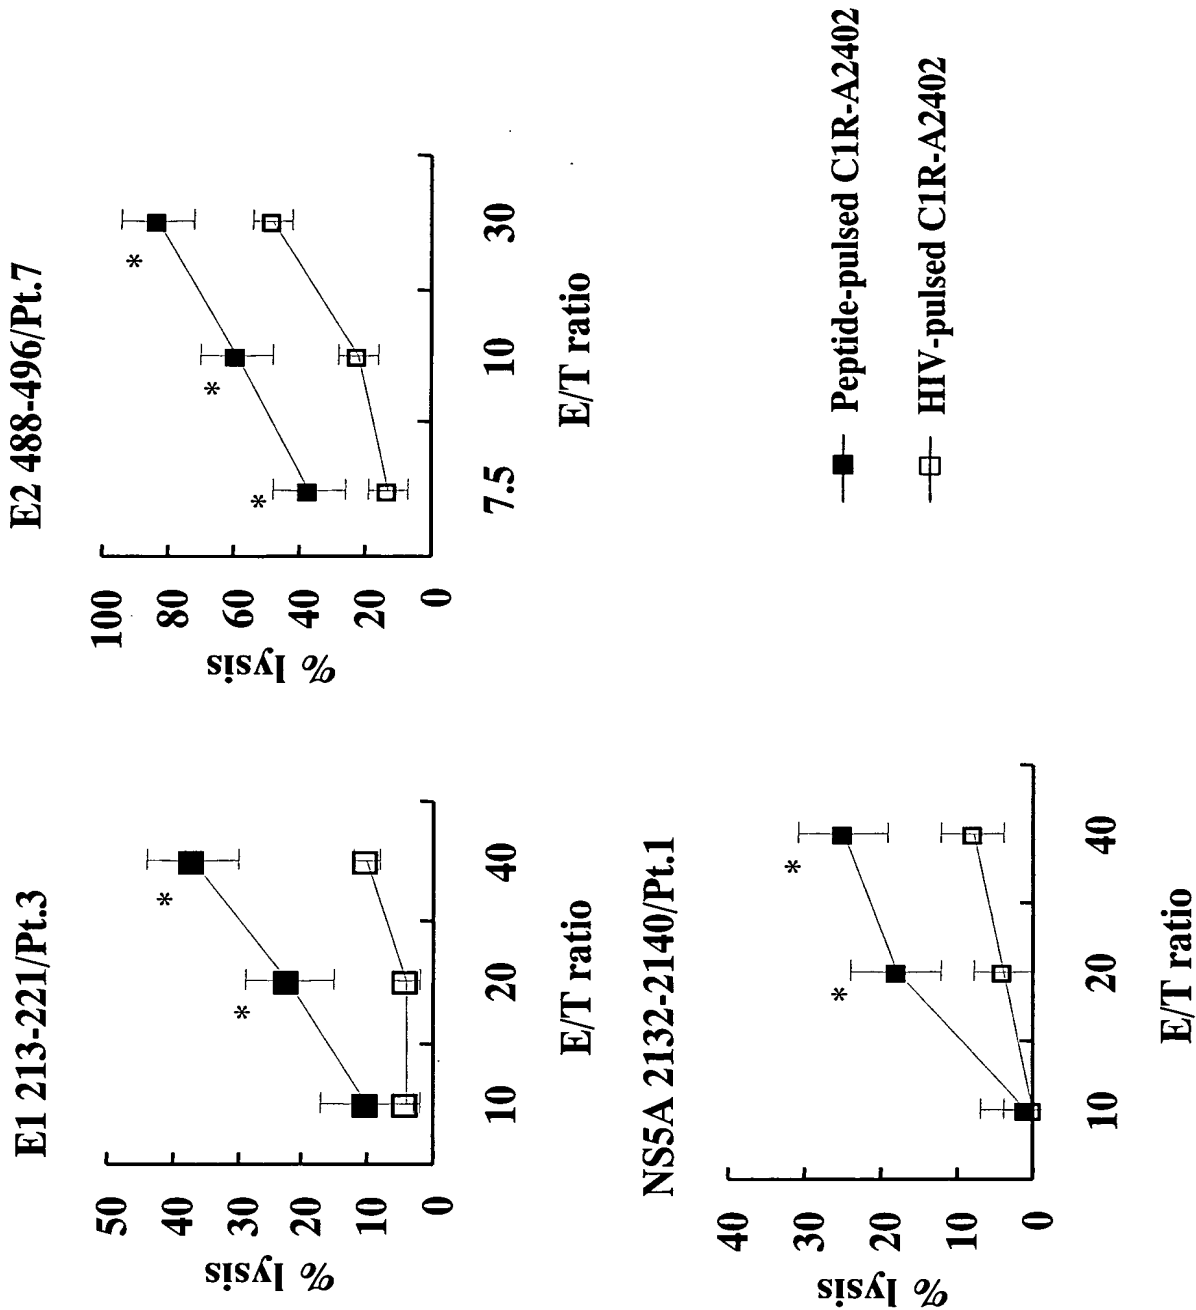 E1 213-221/Pt.3
% lysis
50
40
30
20
10
0
*
*
10 20 40
E/T ratio
E2 488-496/Pt.7
% lysis
100
80
60
40
20
0
*
*
*
7.5 10 30
E/T ratio
NS5A 2132-2140/Pt.1
% lysis
40
30
20
10
0
*
*
10 20 40
E/T ratio
Peptide-pulsed C1R-A2402
HIV-pulsed C1R-A2402